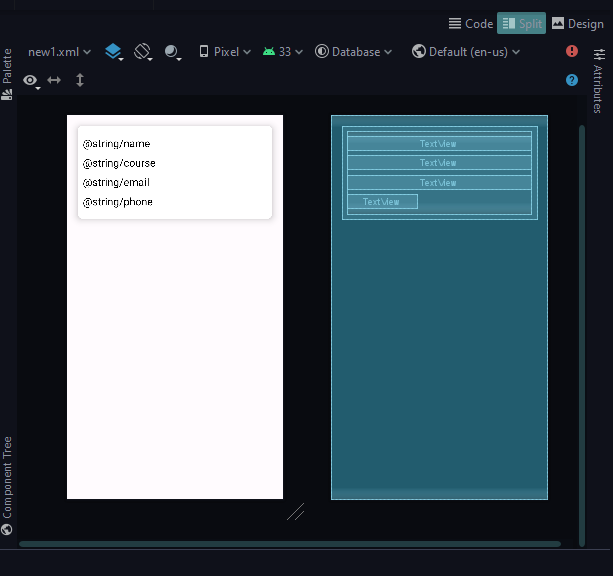 Code Split Design
new1.xml Pixel 33 Database Default (en-us)
Palette
Attributes
@string/name
@string/course
@string/email
@string/phone
TextView
TextView
TextView
TextView
Component Tree